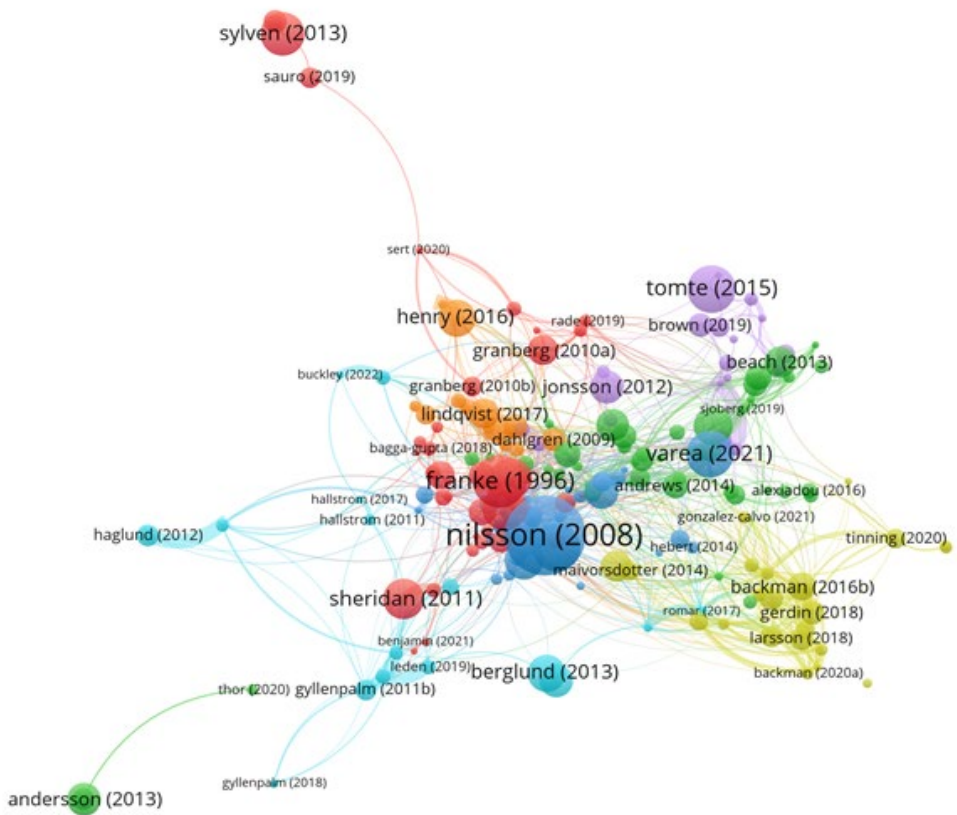 sylven (2013)
sauro (2019)
sert (2020)
tomte (2015)
henry (2016)
rade (2019)
brown (2019)
granberg (2010a)
beach (2013)
buckley (2022)
granberg (2010b)
jonsson (2012)
lindqvist (2017)
sjoberg (2019)
dahlgren (2009)
bagga-gupta (2018)
varea (2021)
franke (1996)
andrews (2014)
alexiadou (2016)
hallstrom (2017)
hallstrom (2011)
gonzalez-calvo (2021)
haglund (2012)
nilsson (2008)
tinning (2020)
hebert (2014)
maivorsdotter (2014)
backman (2016b)
sheridan (2011)
romar (2017)
gerdin (2018)
benjamin (2021)
larsson (2018)
leden (2019)
berglund (2013)
backman (2020a)
thor (2020)
gyllenpalm (2011b)
gyllenpalm (2018)
andersson (2013)